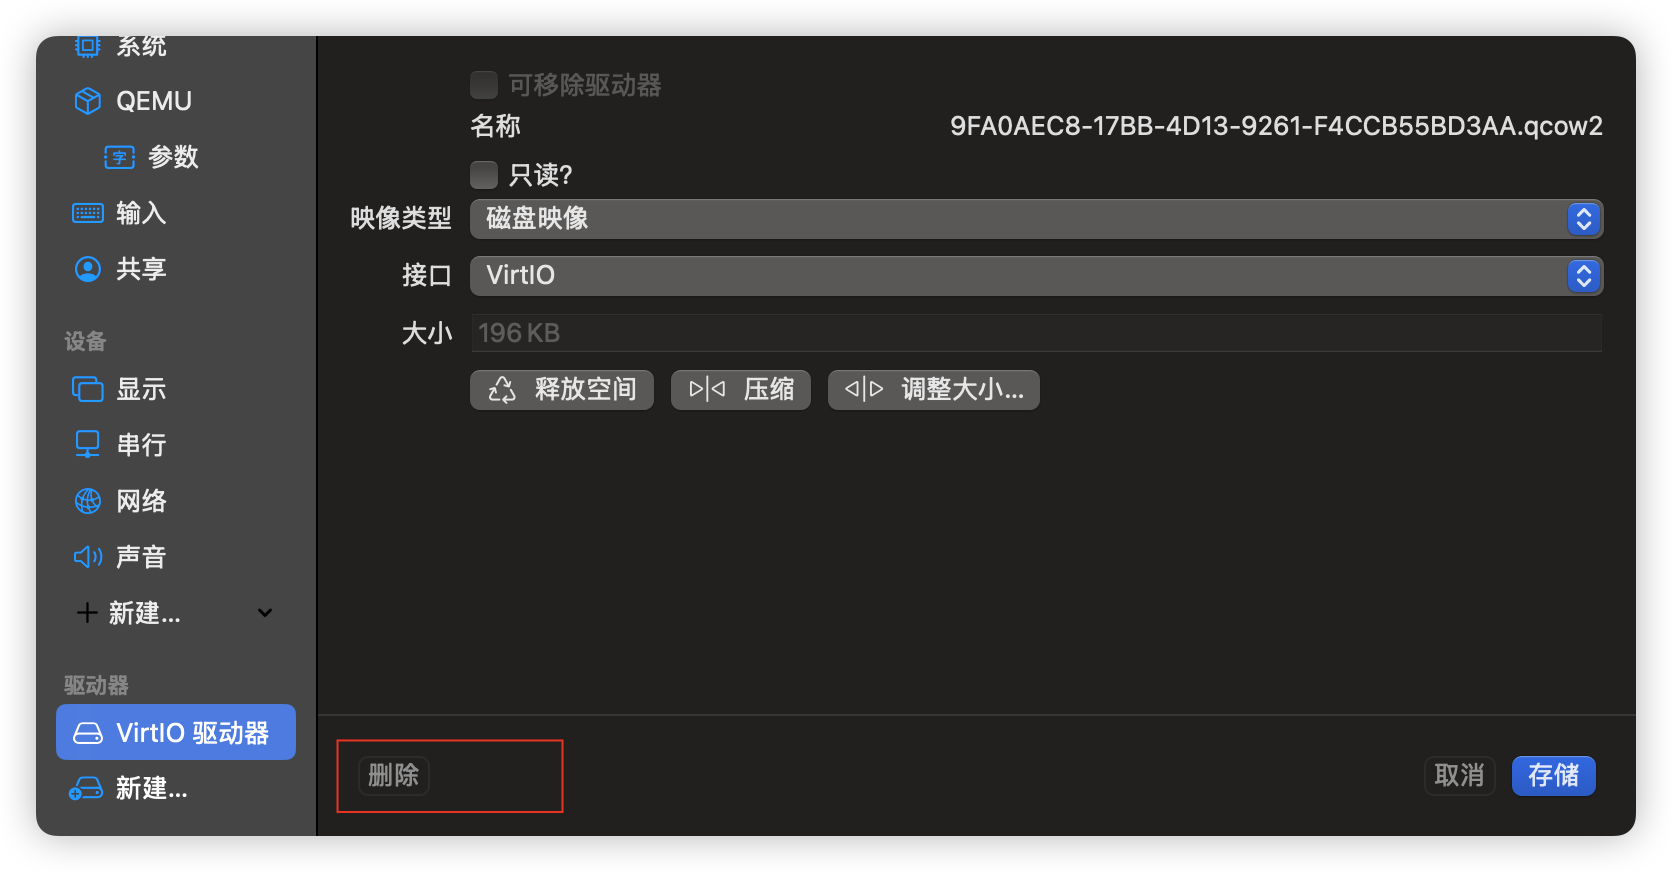 系统
QEMU
参数
输入
共享
设备
显示
串行
网络
声音
新建...
驱动器
VirtIO 驱动器
新建...
可移除驱动器
名称 9FA0AEC8-17BB-4D13-9261-F4CCB55BD3AA.qcow2
只读?
映像类型 磁盘映像
接口 VirtIO
大小 196 KB
释放空间 压缩 调整大小...
删除 取消 存储